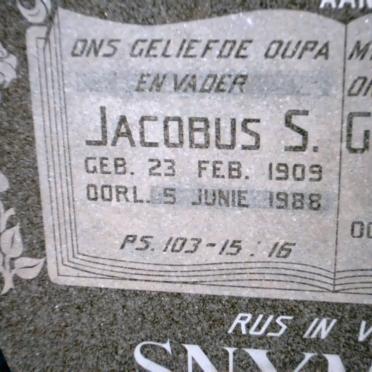 ONS GELIEFDE OUPA
EN VADER
JACOBUS S.
GEB. 23 FEB. 1909
OORL. 5 JUNIE 1988
PS. 103-15:16
RUS IN